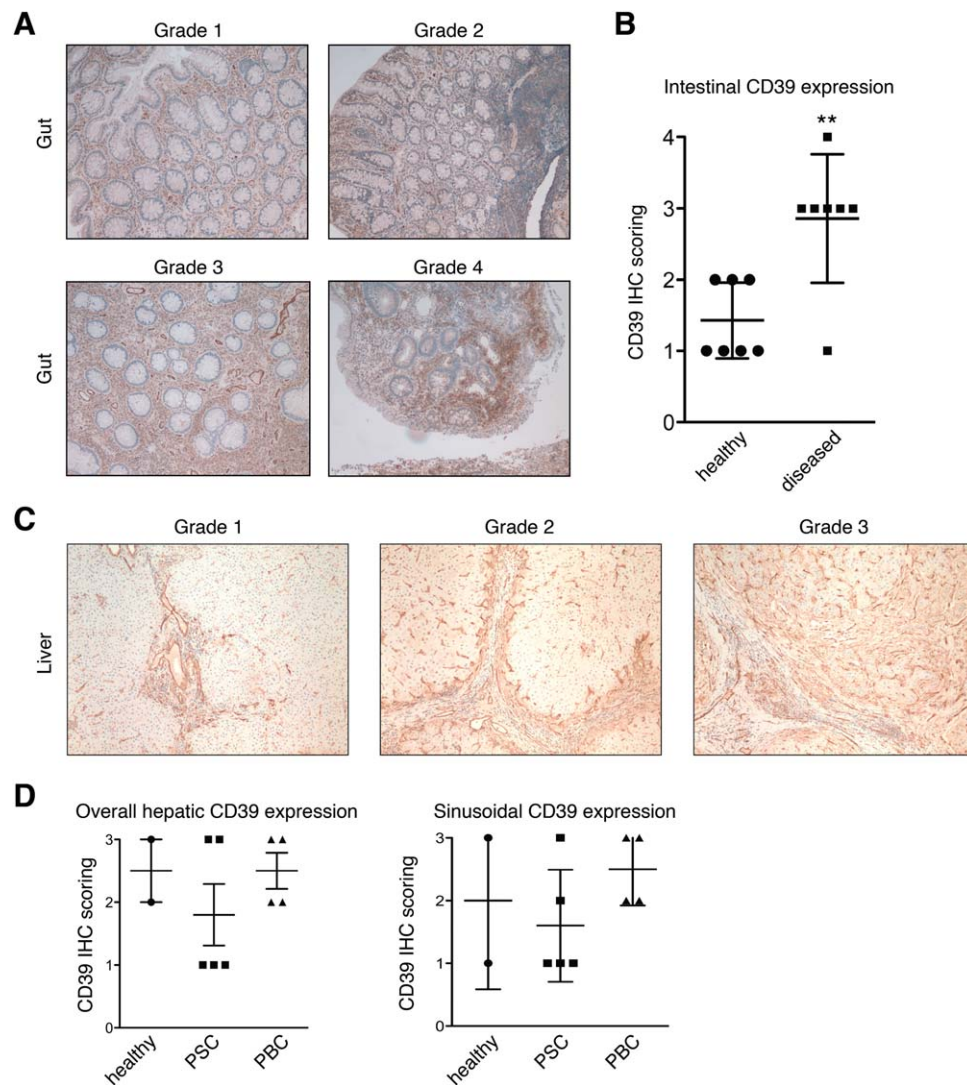 A
Grade 1
Grade 2
Gut
Grade 3
Grade 4
Gut
B
Intestinal CD39 expression
**
CD39 IHC scoring
4
3
2
1
0
healthy
diseased
C
Grade 1
Grade 2
Grade 3
Liver
D
Overall hepatic CD39 expression
CD39 IHC scoring
3
2
1
0
healthy
PSC
PBC
Sinusoidal CD39 expression
CD39 IHC scoring
3
2
1
0
healthy
PSC
PBC